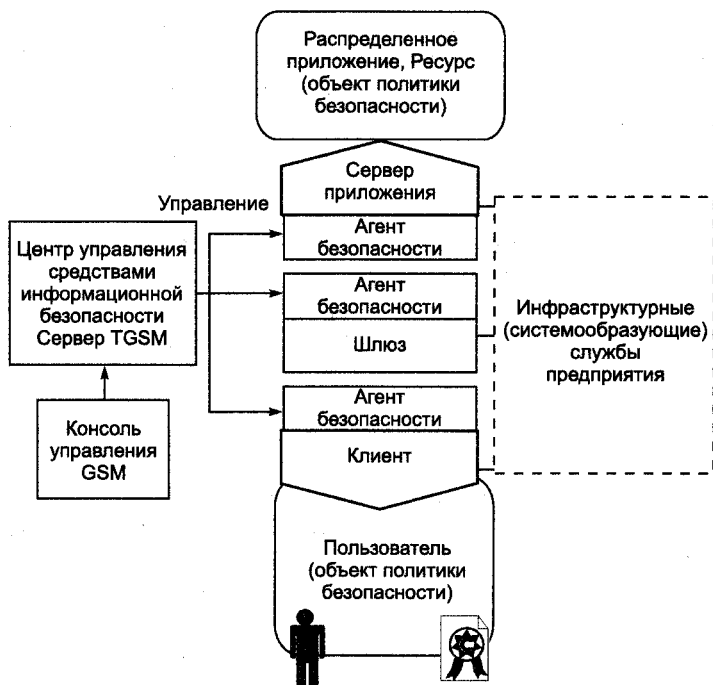 Распределенное
приложение, Ресурс
(объект политики
безопасности)
Сервер
приложения
Управление
Агент
безопасности
Центр управления
средствами
информационной
безопасности
Сервер TGSM
Агент
безопасности
Шлюз
Инфраструктурные
(системообразующие)
службы
предприятия
Агент
безопасности
Консоль
управления
GSM
Клиент
Пользователь
(объект политики
безопасности)